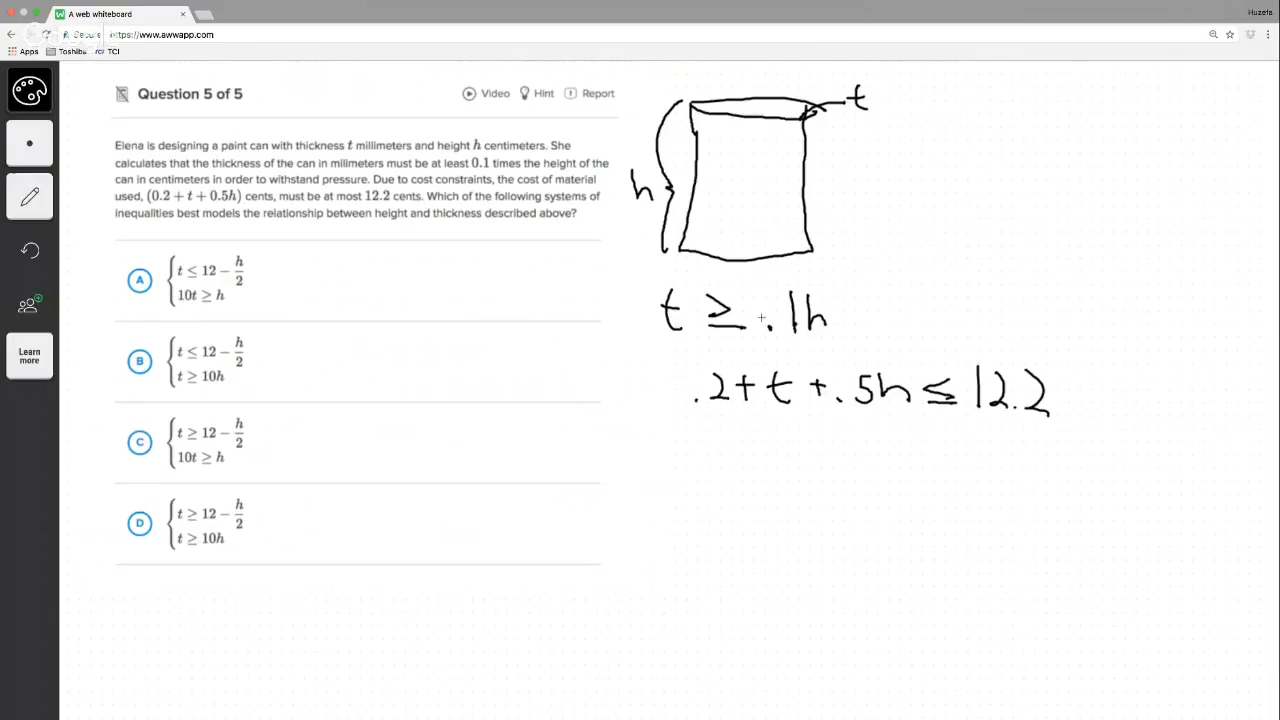 A web whiteboard
Huzefa
Secure https://www.awwapp.com
Apps Toshiba TCI
Question 5 of 5
Video Hint Report
Elena is designing a paint can with thickness t millimeters and height h centimeters. She
calculates that the thickness of the can in milimeters must be at least 0.1 times the height of the
can in centimeters in order to withstand pressure. Due to cost constraints, the cost of material
used, (0.2 + t + 0.5h) cents, must be at most 12.2 cents. Which of the following systems of
inequalities best models the relationship between height and thickness described above?
A t ≤ 12 − h/2
10t ≥ h
B t ≤ 12 − h/2
t ≥ 10h
C t ≥ 12 − h/2
10t ≥ h
D t ≥ 12 − h/2
t ≥ 10h
Learn
more
t
h
t ≥ .1h
.2 + t + .5h ≤ 12.2